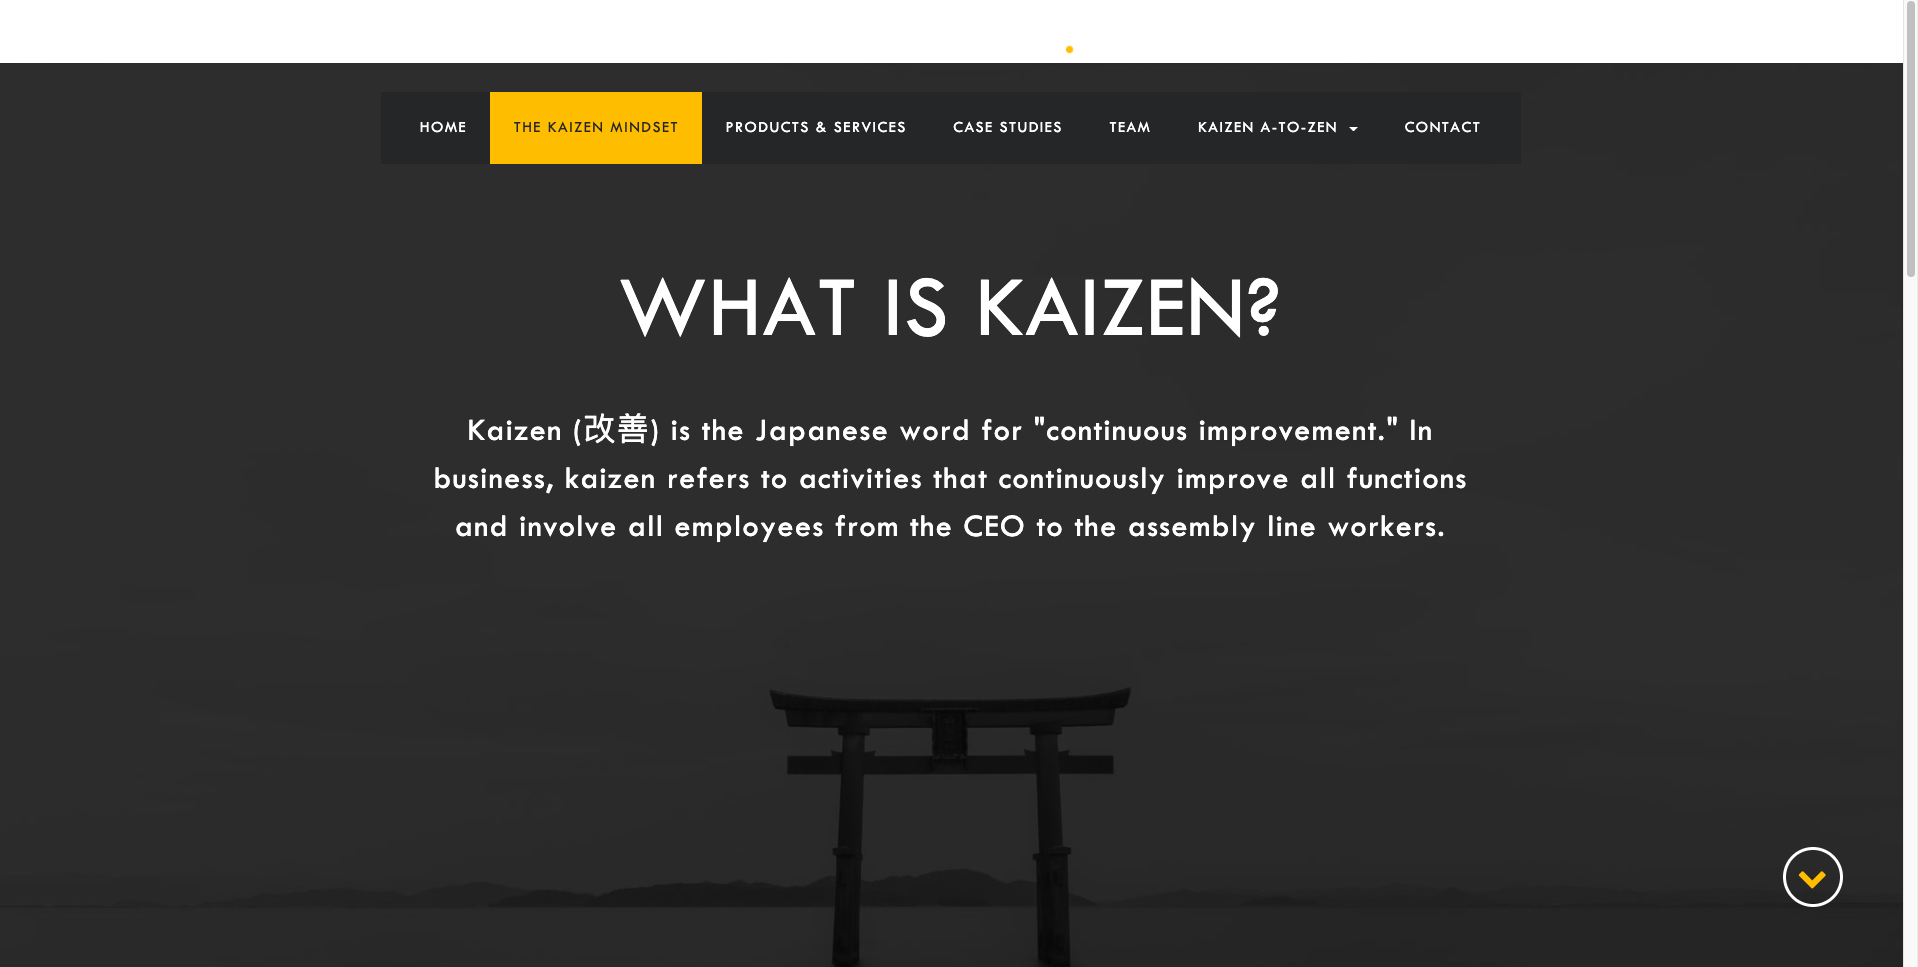 HOME THE KAIZEN MINDSET PRODUCTS & SERVICES CASE STUDIES TEAM KAIZEN A-TO-ZEN CONTACT
WHAT IS KAIZEN?
Kaizen (改善) is the Japanese word for "continuous improvement." In
business, kaizen refers to activities that continuously improve all functions
and involve all employees from the CEO to the assembly line workers.